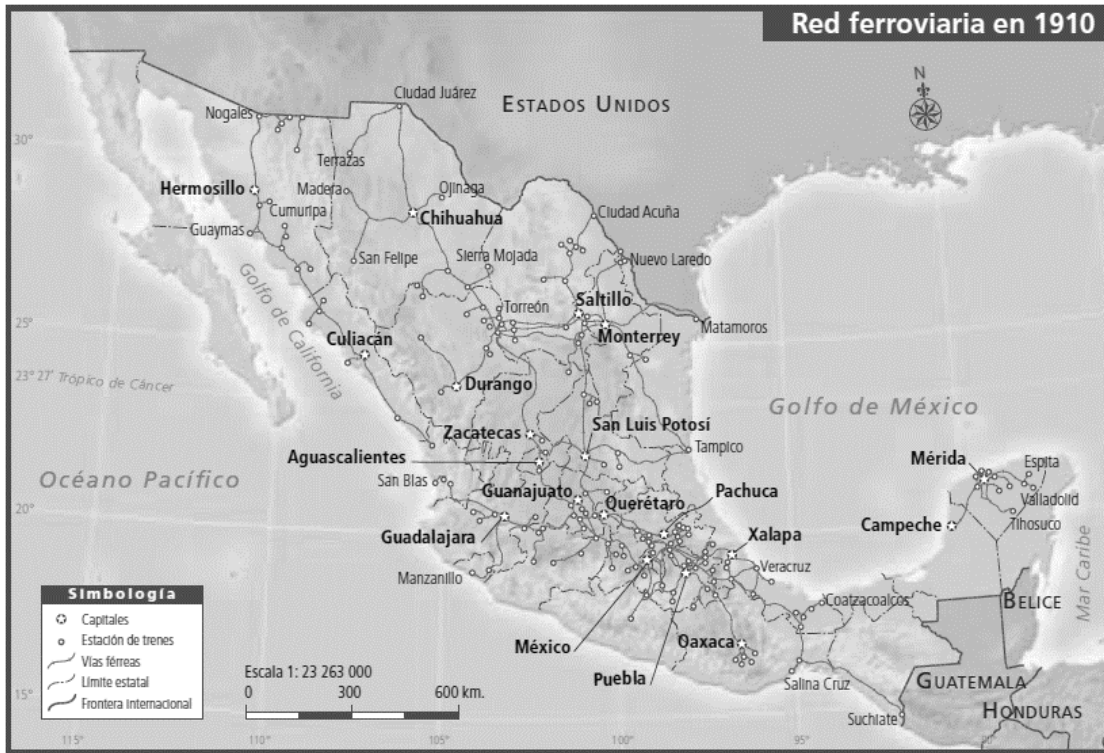 Red ferroviaria en 1910
Ciudad Juárez
ESTADOS UNIDOS
N
Nogales
30°
Terrazas
Hermosillo
Madera
Ojinaga
Cumuripa
Chihuahua
Ciudad Acuña
Guaymas
San Felipe
Sierra Mojada
Nuevo Laredo
Golfo de California
Saltillo
Torreón
25°
Culiacán
Monterrey
Matamoros
23° 27' Trópico de Cáncer
Durango
Golfo de México
Zacatecas
San Luis Potosí
Tampico
Aguascalientes
Mérida
Espita
Océano Pacífico
San Blas
Guanajuato
Querétaro
Pachuca
Valladolid
20°
Campeche
Tihosuco
Guadalajara
Xalapa
Manzanillo
Veracruz
Mar Caribe
Simbología
Capitales
Estación de trenes
Vías férreas
Límite estatal
Frontera internacional
Coatzacoalcos
BELICE
México
Oaxaca
Escala 1: 23 263 000
0 300 600 km.
Puebla
Salina Cruz
GUATEMALA
15°
Suchiate
HONDURAS
115° 110° 105° 100° 95° 90°